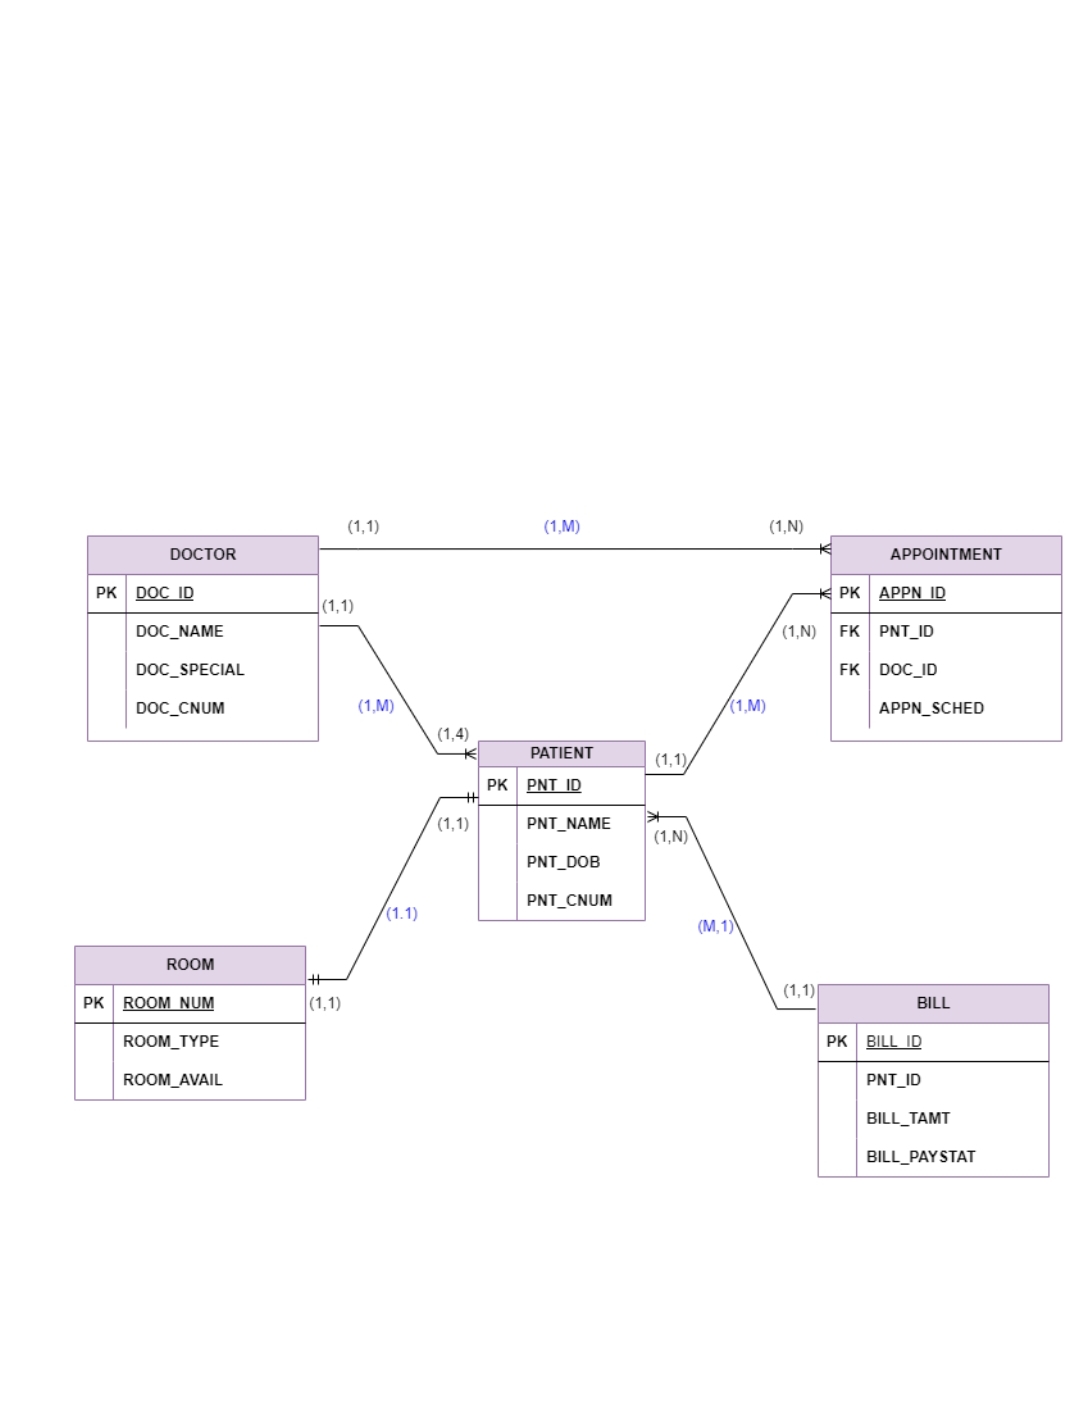 (1,1)
(1,M)
(1,N)
DOCTOR
PK DOC_ID
DOC_NAME
DOC_SPECIAL
DOC_CNUM
APPOINTMENT
PK APPN_ID
FK PNT_ID
FK DOC_ID
APPN_SCHED
(1,1)
(1,M)
(1,4)
(1,N)
(1,M)
(1,1)
PATIENT
PK PNT_ID
PNT_NAME
PNT_DOB
PNT_CNUM
(1,1)
(1.1)
(1,1)
(1,N)
(M,1)
(1,1)
ROOM
PK ROOM_NUM
ROOM_TYPE
ROOM_AVAIL
BILL
PK BILL_ID
PNT_ID
BILL_TAMT
BILL_PAYSTAT